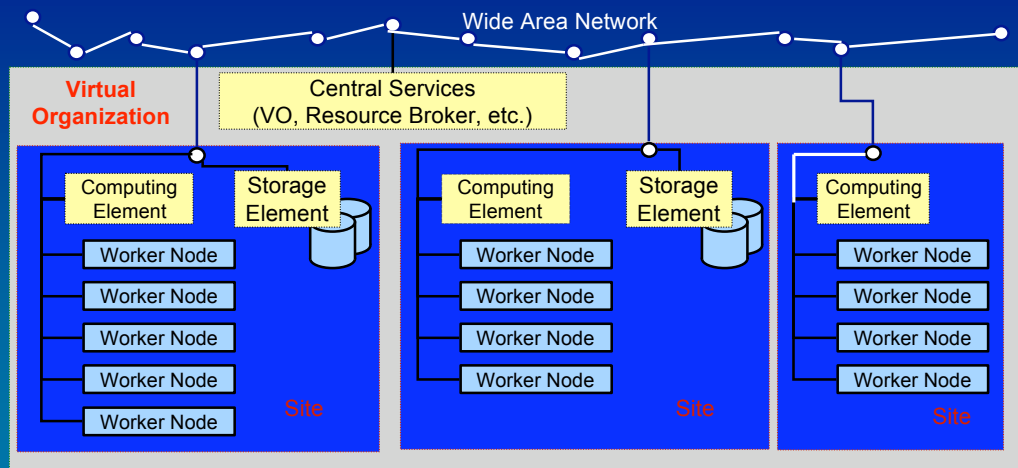 Wide Area Network
Virtual
Organization
Central Services
(VO, Resource Broker, etc.)
Computing
Element
Storage
Element
Worker Node
Worker Node
Worker Node
Worker Node
Worker Node
Site
Computing
Element
Storage
Element
Worker Node
Worker Node
Worker Node
Worker Node
Site
Computing
Element
Worker Node
Worker Node
Worker Node
Worker Node
Site